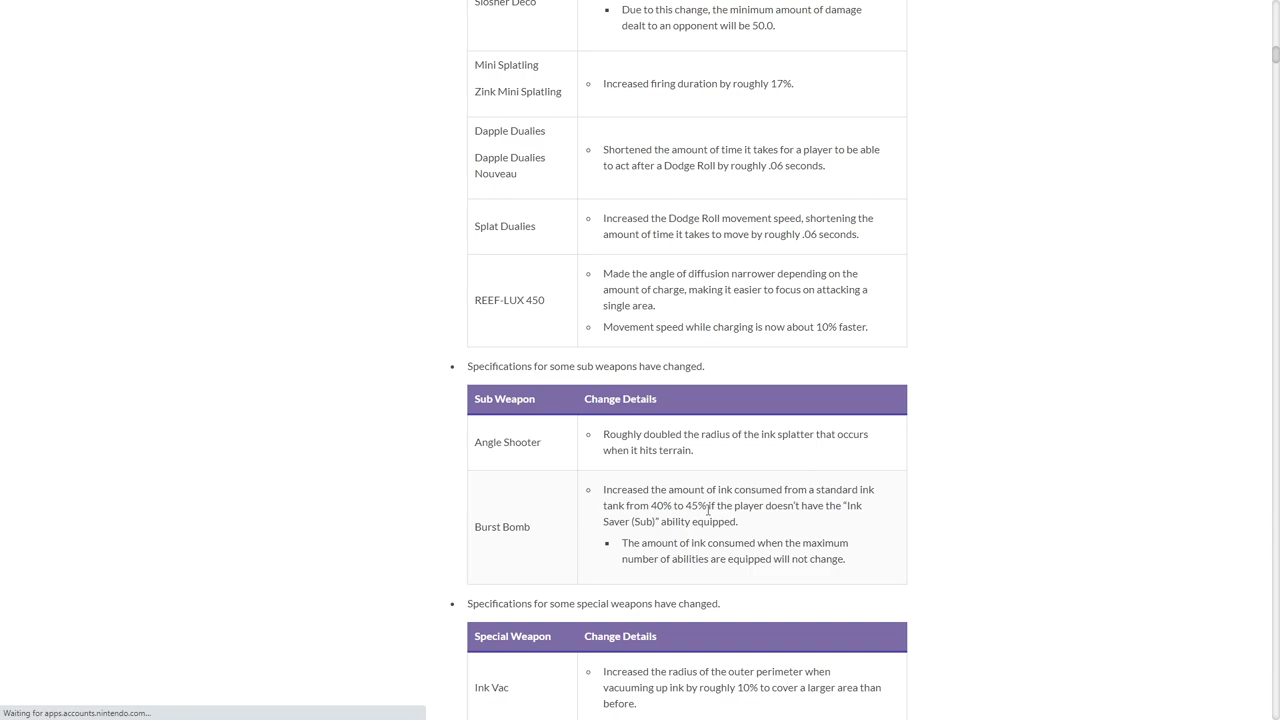 Slosher Deco
▪ Due to this change, the minimum amount of damage
dealt to an opponent will be 50.0.
Mini Splatling
Zink Mini Splatling
◦ Increased firing duration by roughly 17%.
Dapple Dualies
Dapple Dualies
Nouveau
◦ Shortened the amount of time it takes for a player to be able
to act after a Dodge Roll by roughly .06 seconds.
Splat Dualies
◦ Increased the Dodge Roll movement speed, shortening the
amount of time it takes to move by roughly .06 seconds.
REEF-LUX 450
◦ Made the angle of diffusion narrower depending on the
amount of charge, making it easier to focus on attacking a
single area.
◦ Movement speed while charging is now about 10% faster.
• Specifications for some sub weapons have changed.
Sub Weapon Change Details
Angle Shooter
◦ Roughly doubled the radius of the ink splatter that occurs
when it hits terrain.
Burst Bomb
◦ Increased the amount of ink consumed from a standard ink
tank from 40% to 45% if the player doesn’t have the “Ink
Saver (Sub)” ability equipped.
▪ The amount of ink consumed when the maximum
number of abilities are equipped will not change.
• Specifications for some special weapons have changed.
Special Weapon Change Details
Ink Vac
◦ Increased the radius of the outer perimeter when
vacuuming up ink by roughly 10% to cover a larger area than
before.
Waiting for apps.accounts.nintendo.com...